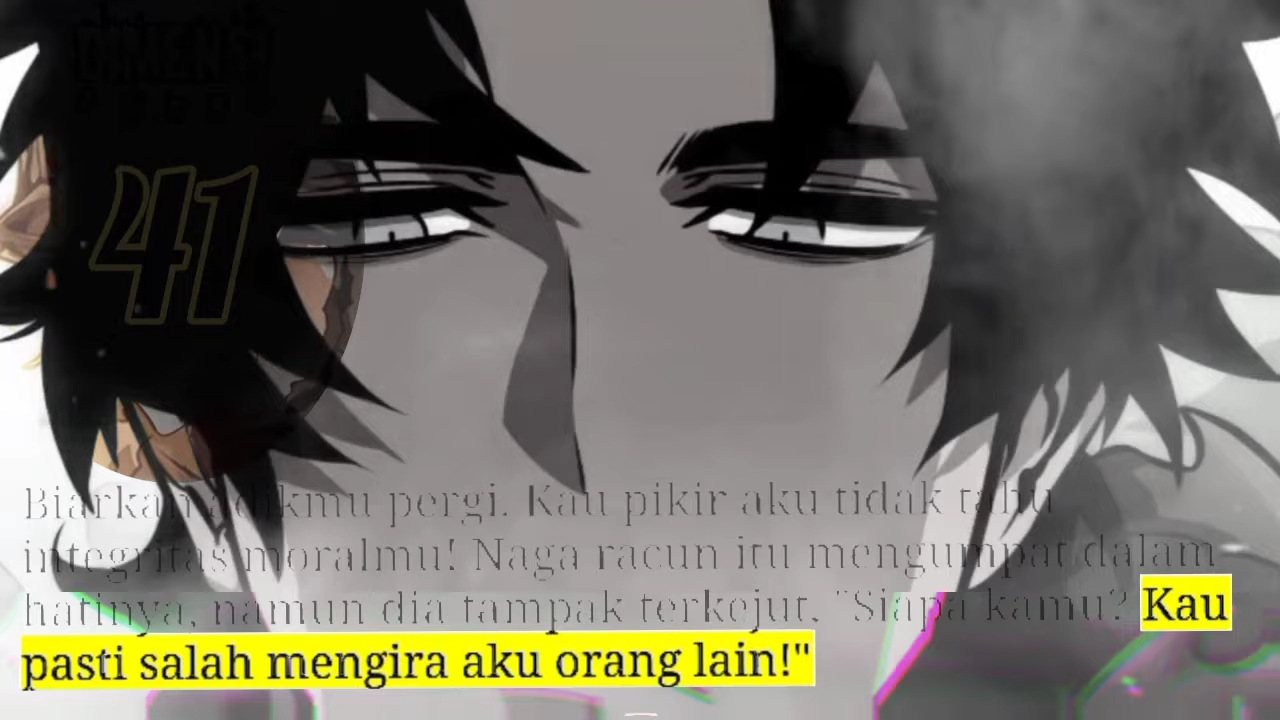 DIMENSI
41
Biarkan adikmu pergi. Kau pikir aku tidak tahu
integritas moralmu! Naga racun itu mengumpat dalam
hatinya, namun dia tampak terkejut, "Siapa kamu? Kau
pasti salah mengira aku orang lain!"